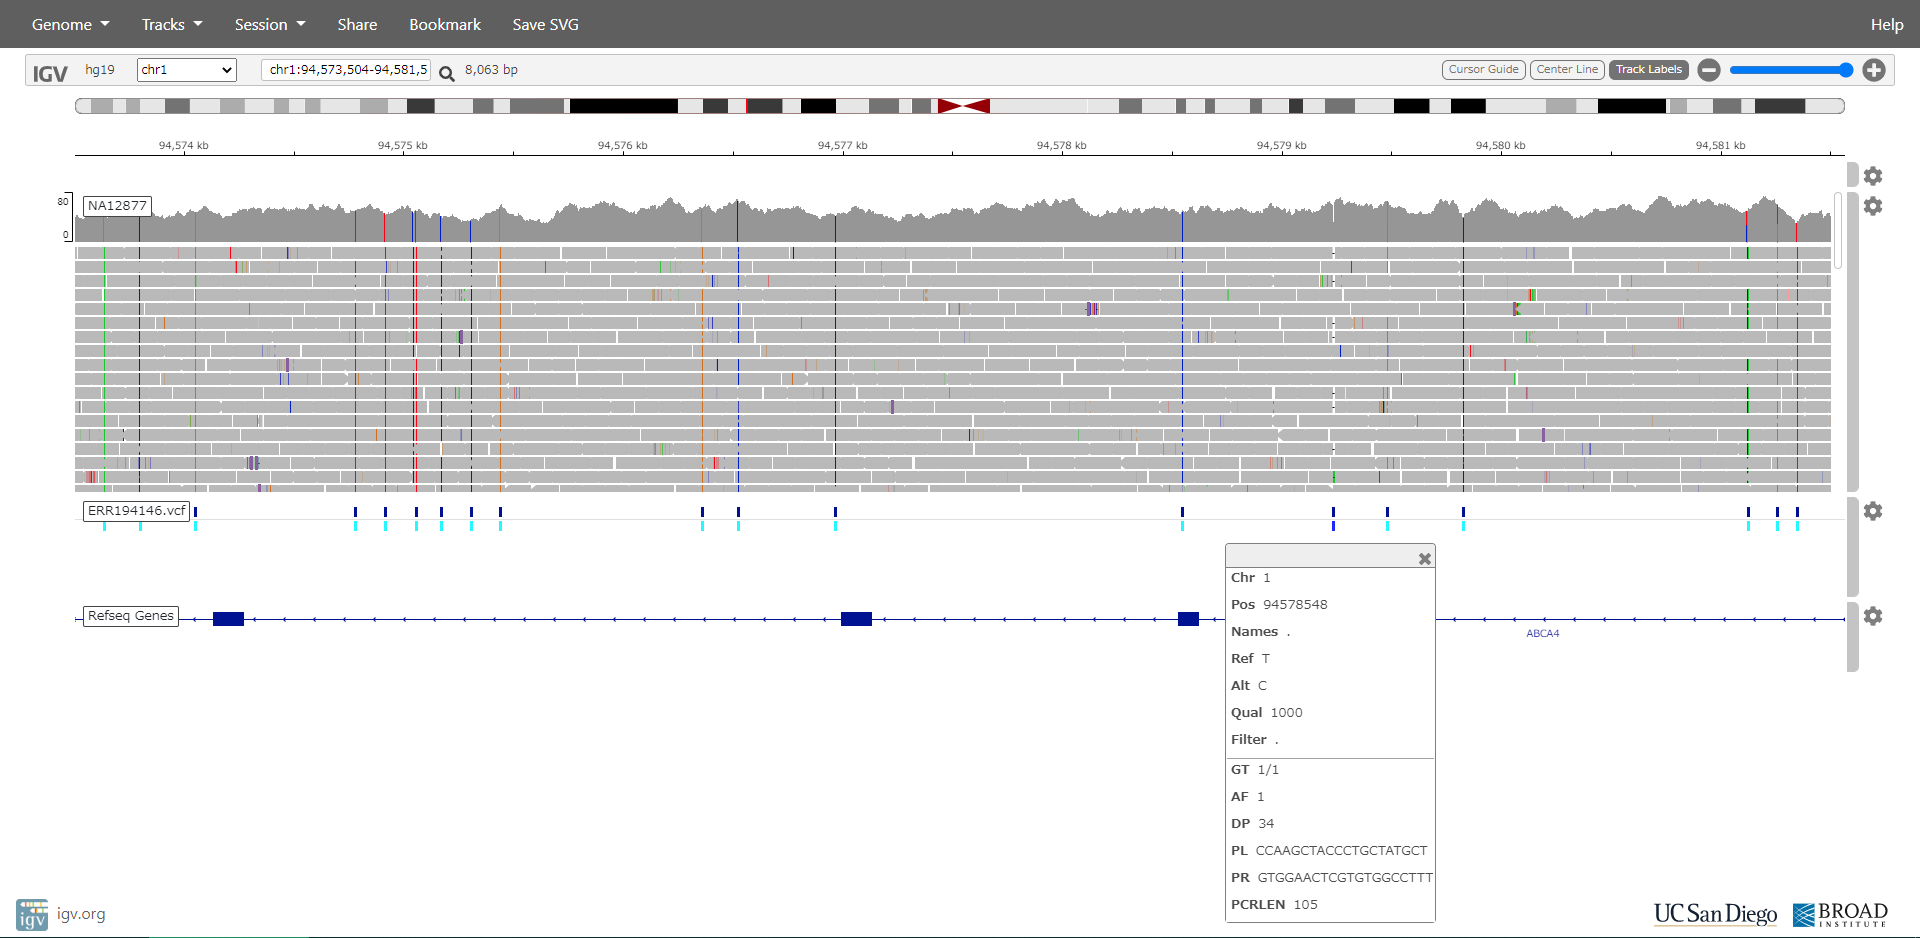 Genome Tracks Session Share Bookmark Save SVG Help
IGV hg19 chr1 chr1:94,573,504-94,581,5 8,063 bp Cursor Guide Center Line Track Labels
94,574 kb 94,575 kb 94,576 kb 94,577 kb 94,578 kb 94,579 kb 94,580 kb 94,581 kb
80
NA12877
0
ERR194146.vcf
Chr 1
Pos 94578548
Names .
Refseq Genes
ABCA4
Ref T
Alt C
Qual 1000
Filter .
GT 1/1
AF 1
DP 34
PL CCAAGCTACCCTGCTATGCT
PR GTGGAACTCGTGTGGCCTTT
PCRLEN 105
igv igv.org
UC San Diego BROAD
INSTITUTE